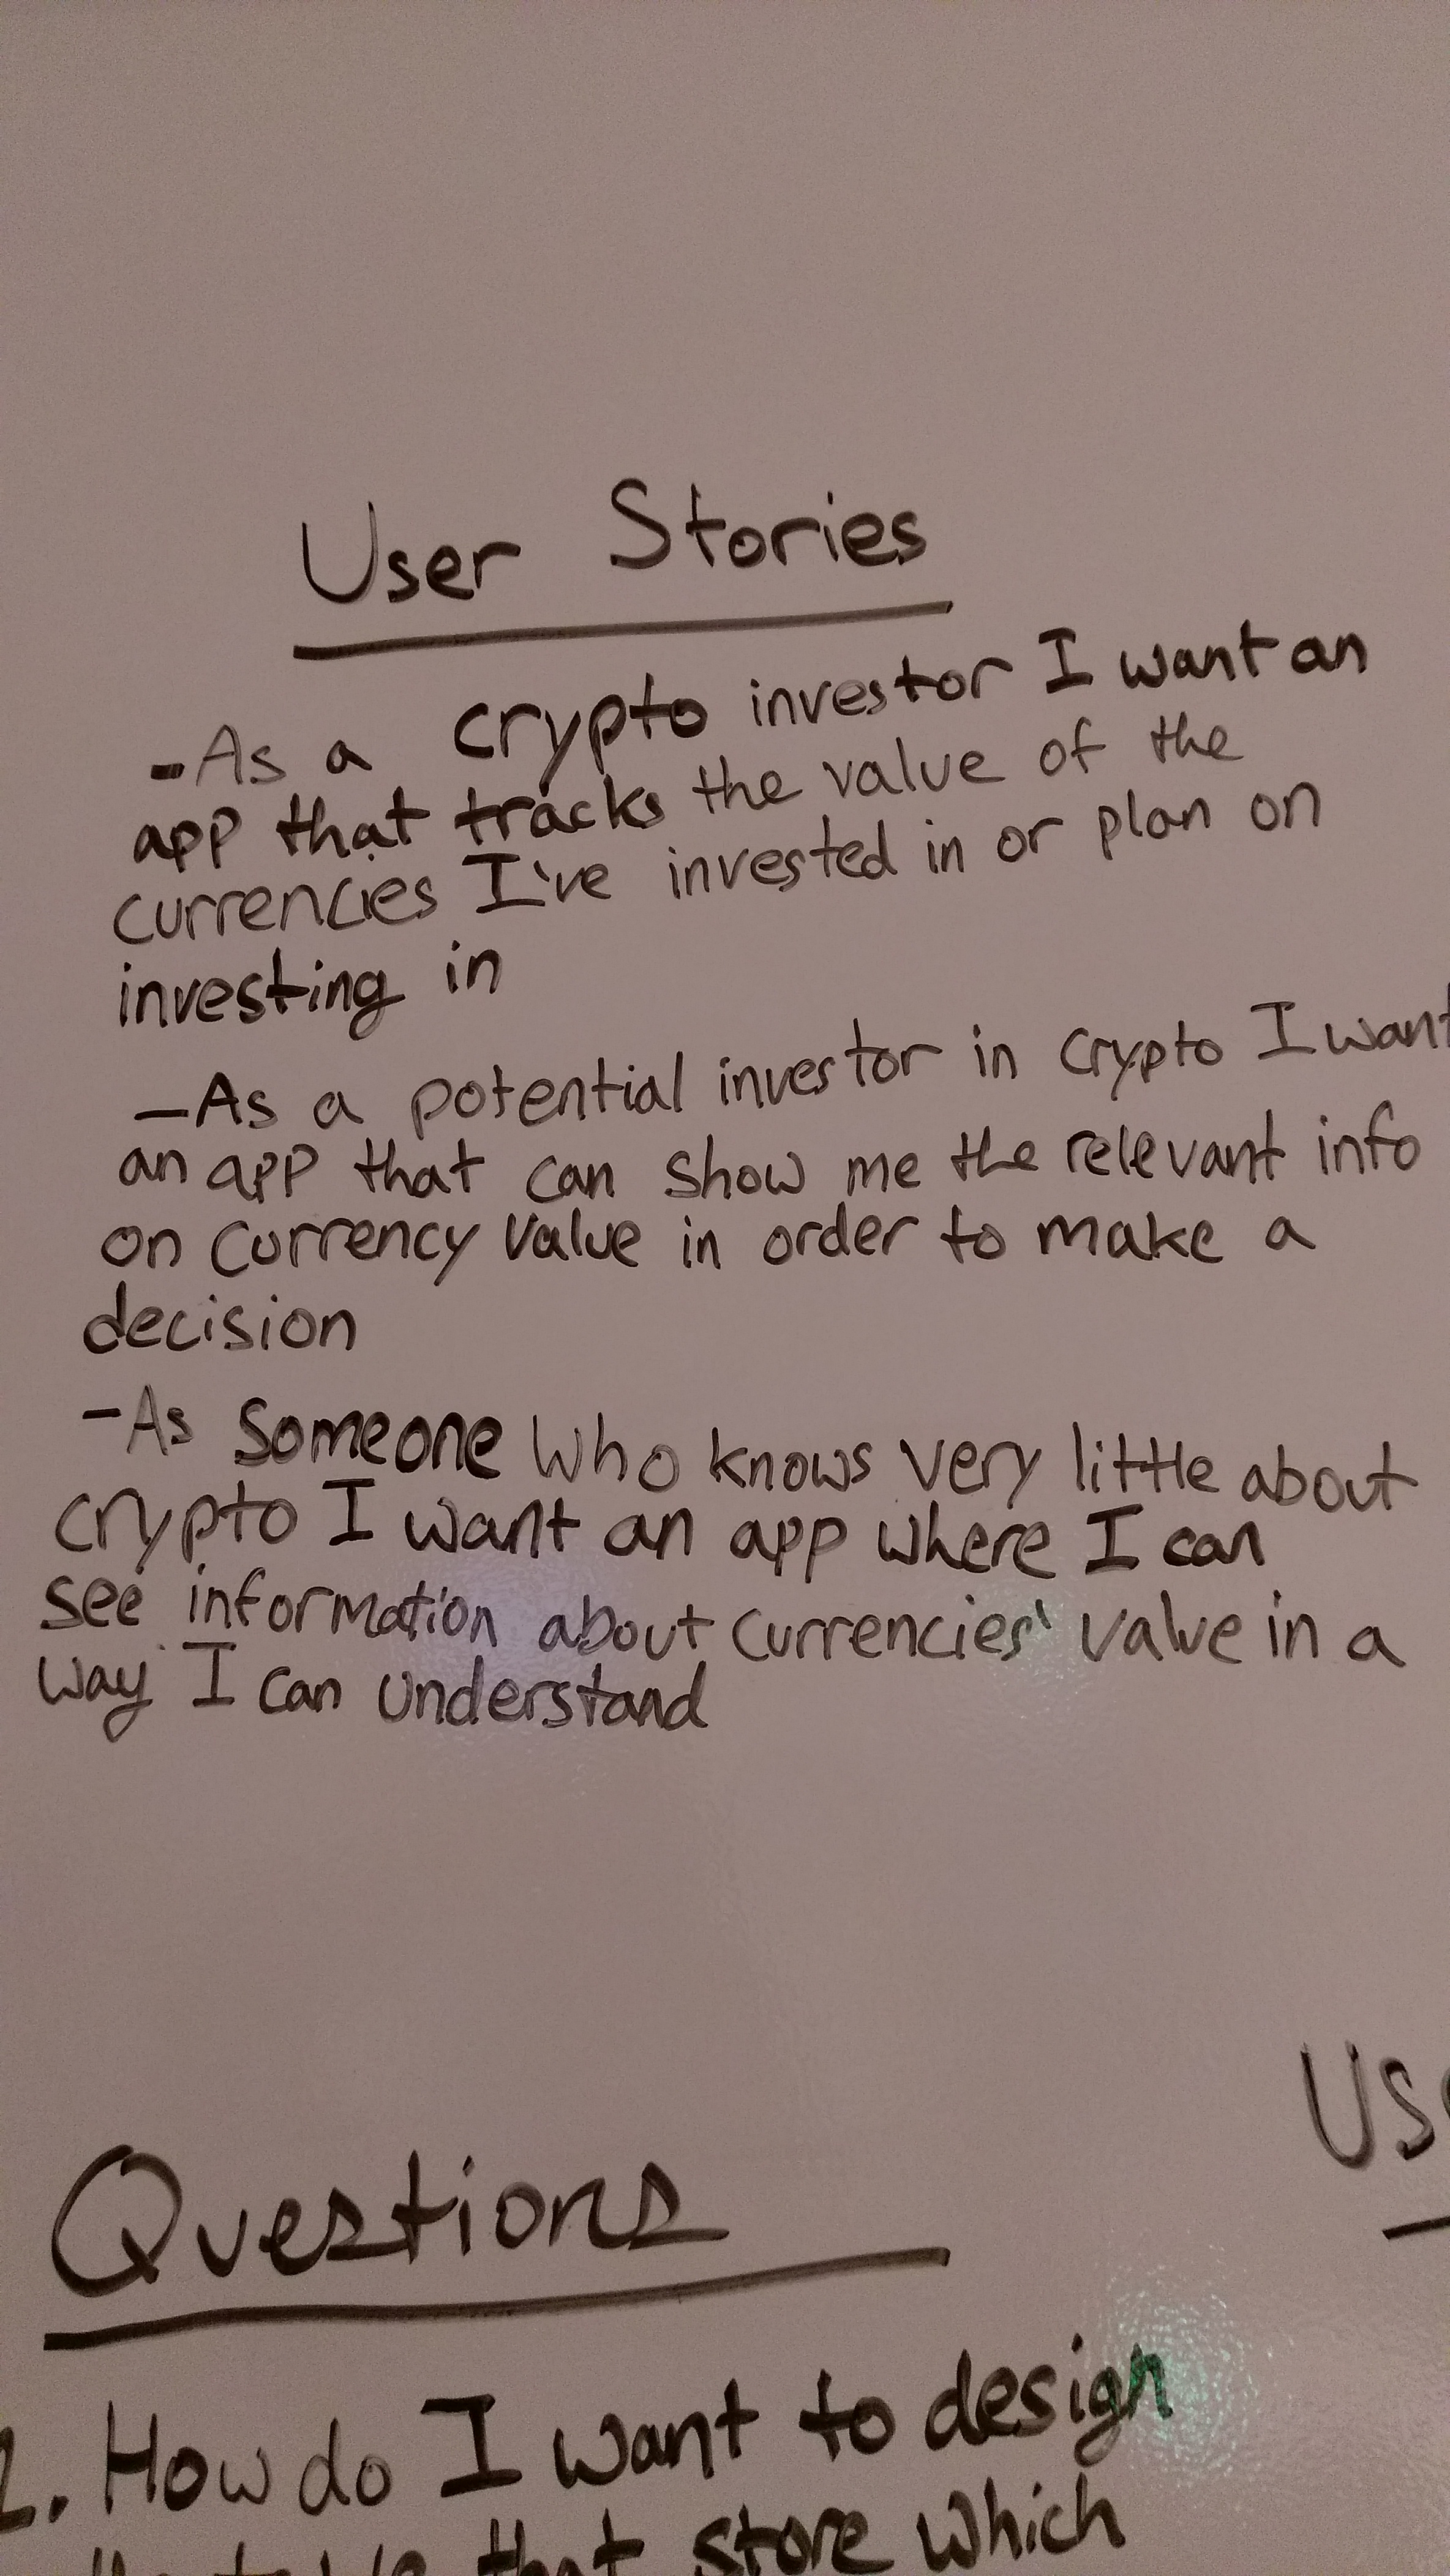 User Stories
-As a crypto investor I want an
app that tracks the value of the
currencies I've invested in or plan on
investing in
-As a potential investor in crypto I want
an app that can show me the relevant info
on currency value in order to make a
decision
-As someone who knows very little about
crypto I want an app where I can
see information about currencies' value in a
way I can understand
Questions
1. How do I want to design
that store which